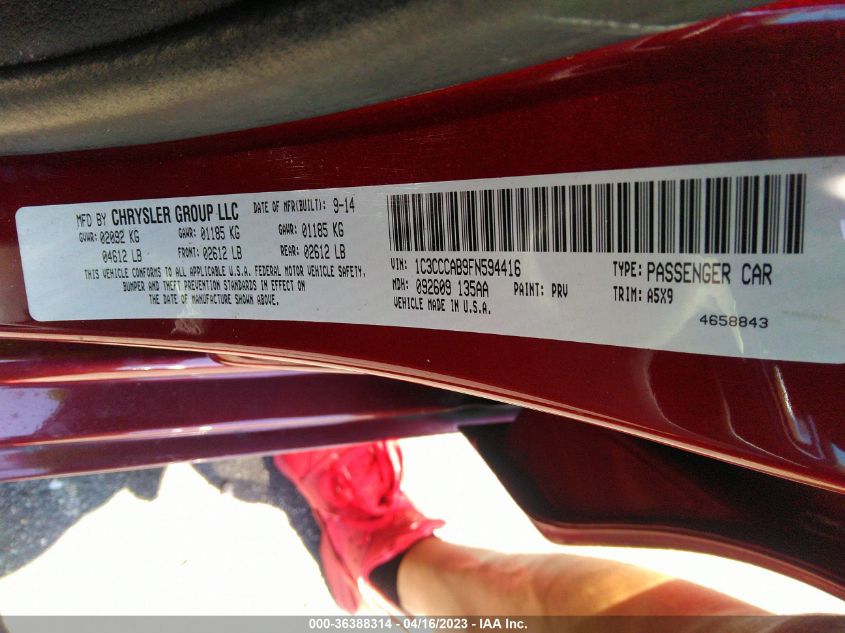 MFD BY CHRYSLER GROUP LLC DATE OF MFR(BUILT): 9-14
GVWR: 02092 KG GAWR: 01185 KG GAWR: 01185 KG
04612 LB FRONT: 02612 LB REAR: 02612 LB
THIS VEHICLE CONFORMS TO ALL APPLICABLE U.S.A. FEDERAL MOTOR VEHICLE SAFETY,
BUMPER AND THEFT PREVENTION STANDARDS IN EFFECT ON
THE DATE OF MANUFACTURE SHOWN ABOVE.
VIN: 1C3CCCAB9FN594416 TYPE: PASSENGER CAR
MDH: 092609 135AA PAINT: PRV TRIM: A5X9
VEHICLE MADE IN U.S.A.
4658843
000-36388314 - 04/16/2023 - IAA Inc.